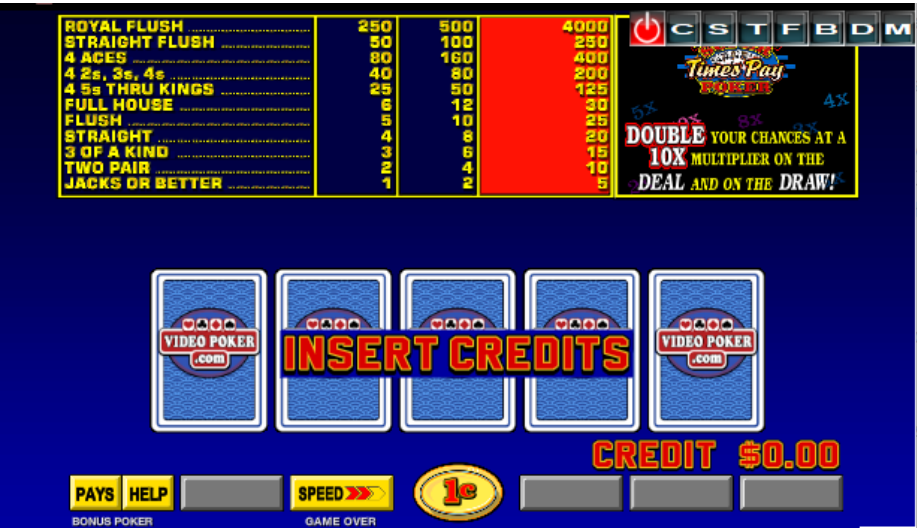 ROYAL FLUSH 250 500 4000
STRAIGHT FLUSH 50 100 250
4 ACES 80 160 400
4 2s, 3s, 4s 40 80 200
4 5s THRU KINGS 25 50 125
FULL HOUSE 6 12 30
FLUSH 5 10 25
STRAIGHT 4 8 20
3 OF A KIND 3 6 15
TWO PAIR 2 4 10
JACKS OR BETTER 1 2 5
C S T F B D M
Times Pay
POKER
5X 8X 4X
DOUBLE YOUR CHANCES AT A
10X MULTIPLIER ON THE
DEAL AND ON THE DRAW!
VIDEO POKER
.com
INSERT CREDITS
VIDEO POKER
.com
CREDIT $0.00
PAYS HELP SPEED 1¢
BONUS POKER GAME OVER